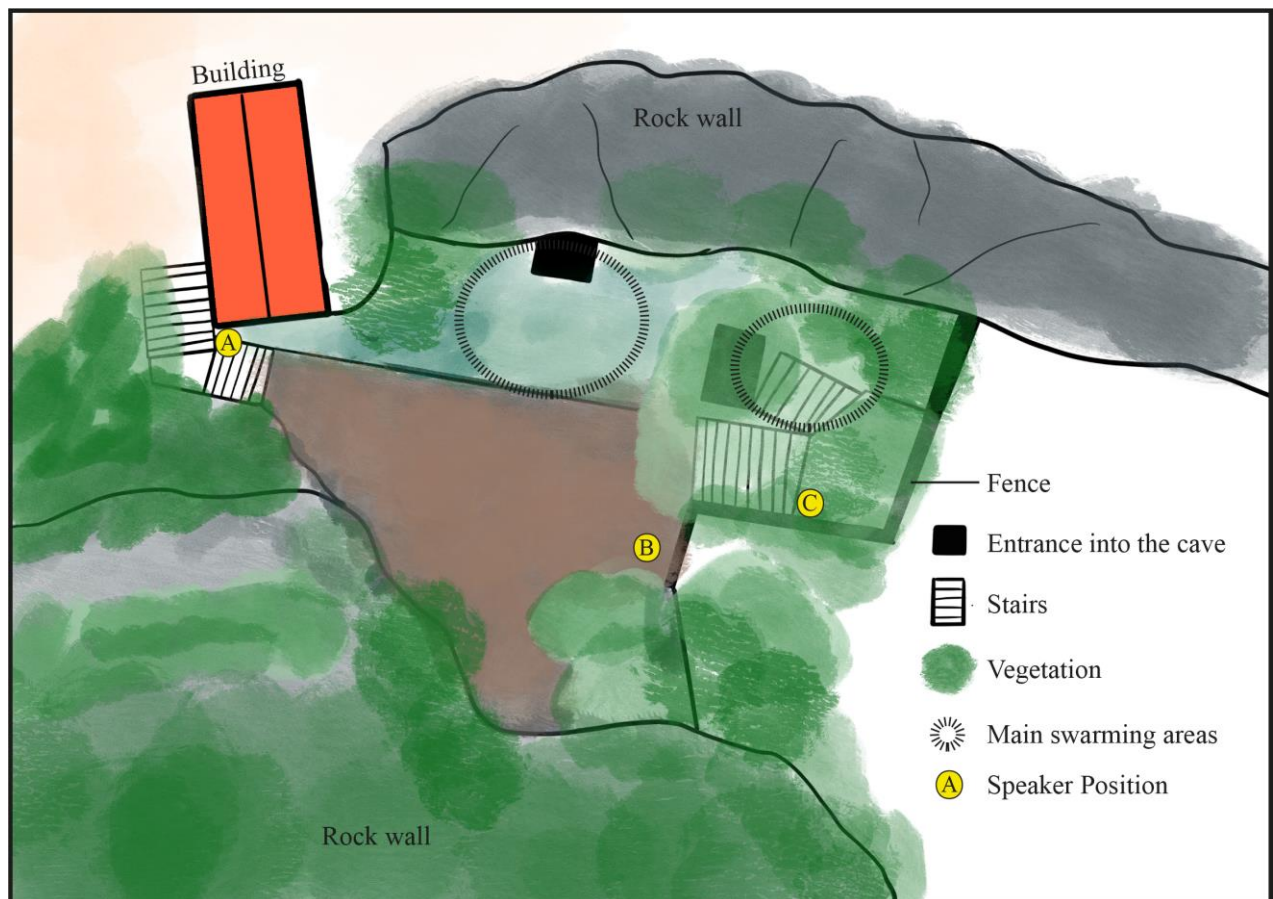 Building
Rock wall
A
Fence
C
Entrance into the cave
B
Stairs
Vegetation
Main swarming areas
A Speaker Position
Rock wall